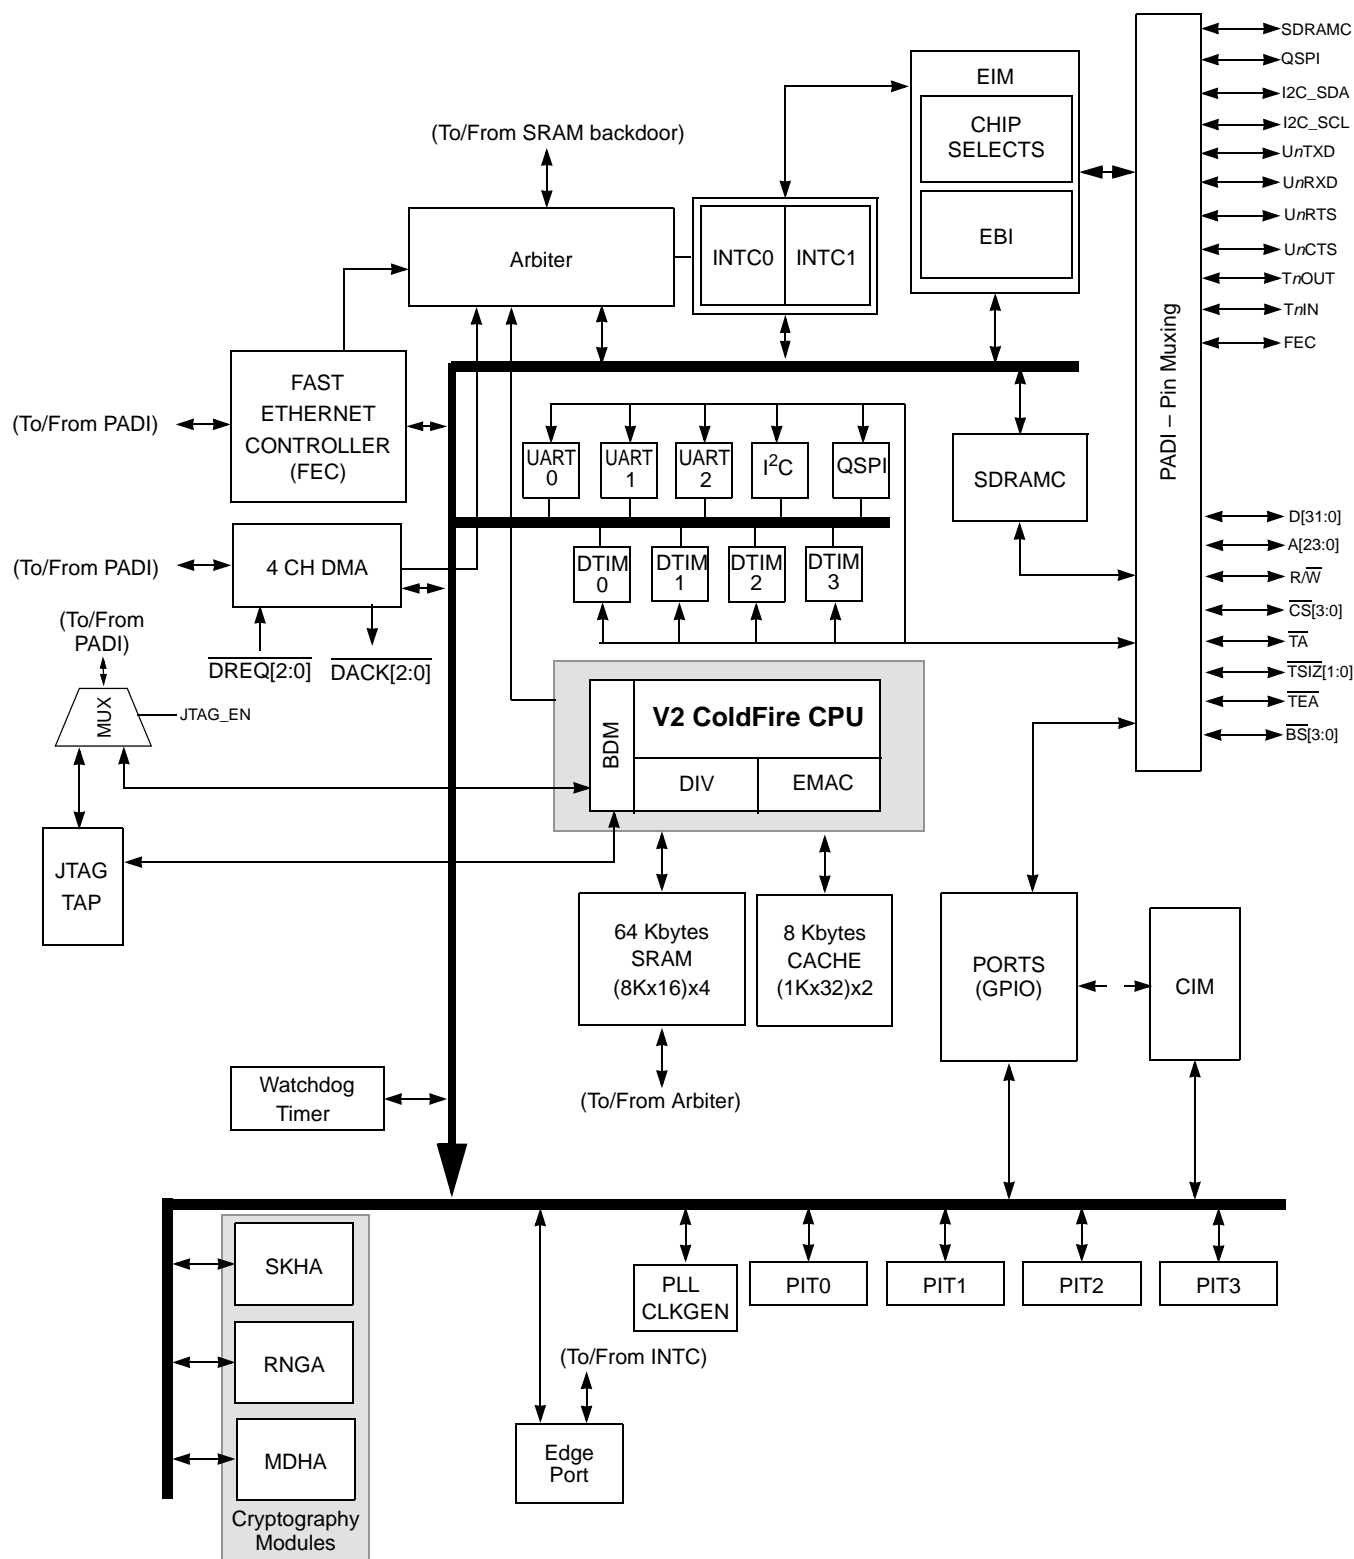 SDRAMC
QSPI
I2C_SDA
I2C_SCL
UnTXD
UnRXD
UnRTS
UnCTS
TnOUT
TnIN
FEC
PADI – Pin Muxing
D[31:0]
A[23:0]
R/W
CS[3:0]
TA
TSIZ[1:0]
TEA
BS[3:0]
EIM
CHIP
SELECTS
EBI
(To/From SRAM backdoor)
Arbiter
INTC0
INTC1
FAST
ETHERNET
CONTROLLER
(FEC)
(To/From PADI)
UART
0
UART
1
UART
2
I2C
QSPI
SDRAMC
DTIM
0
DTIM
1
DTIM
2
DTIM
3
(To/From PADI)
4 CH DMA
DREQ[2:0]
DACK[2:0]
(To/From
PADI)
MUX
JTAG_EN
BDM
V2 ColdFire CPU
DIV
EMAC
JTAG
TAP
64 Kbytes
SRAM
(8Kx16)x4
8 Kbytes
CACHE
(1Kx32)x2
PORTS
(GPIO)
CIM
(To/From Arbiter)
Watchdog
Timer
SKHA
RNGA
MDHA
Cryptography
Modules
PLL
CLKGEN
PIT0
PIT1
PIT2
PIT3
(To/From INTC)
Edge
Port